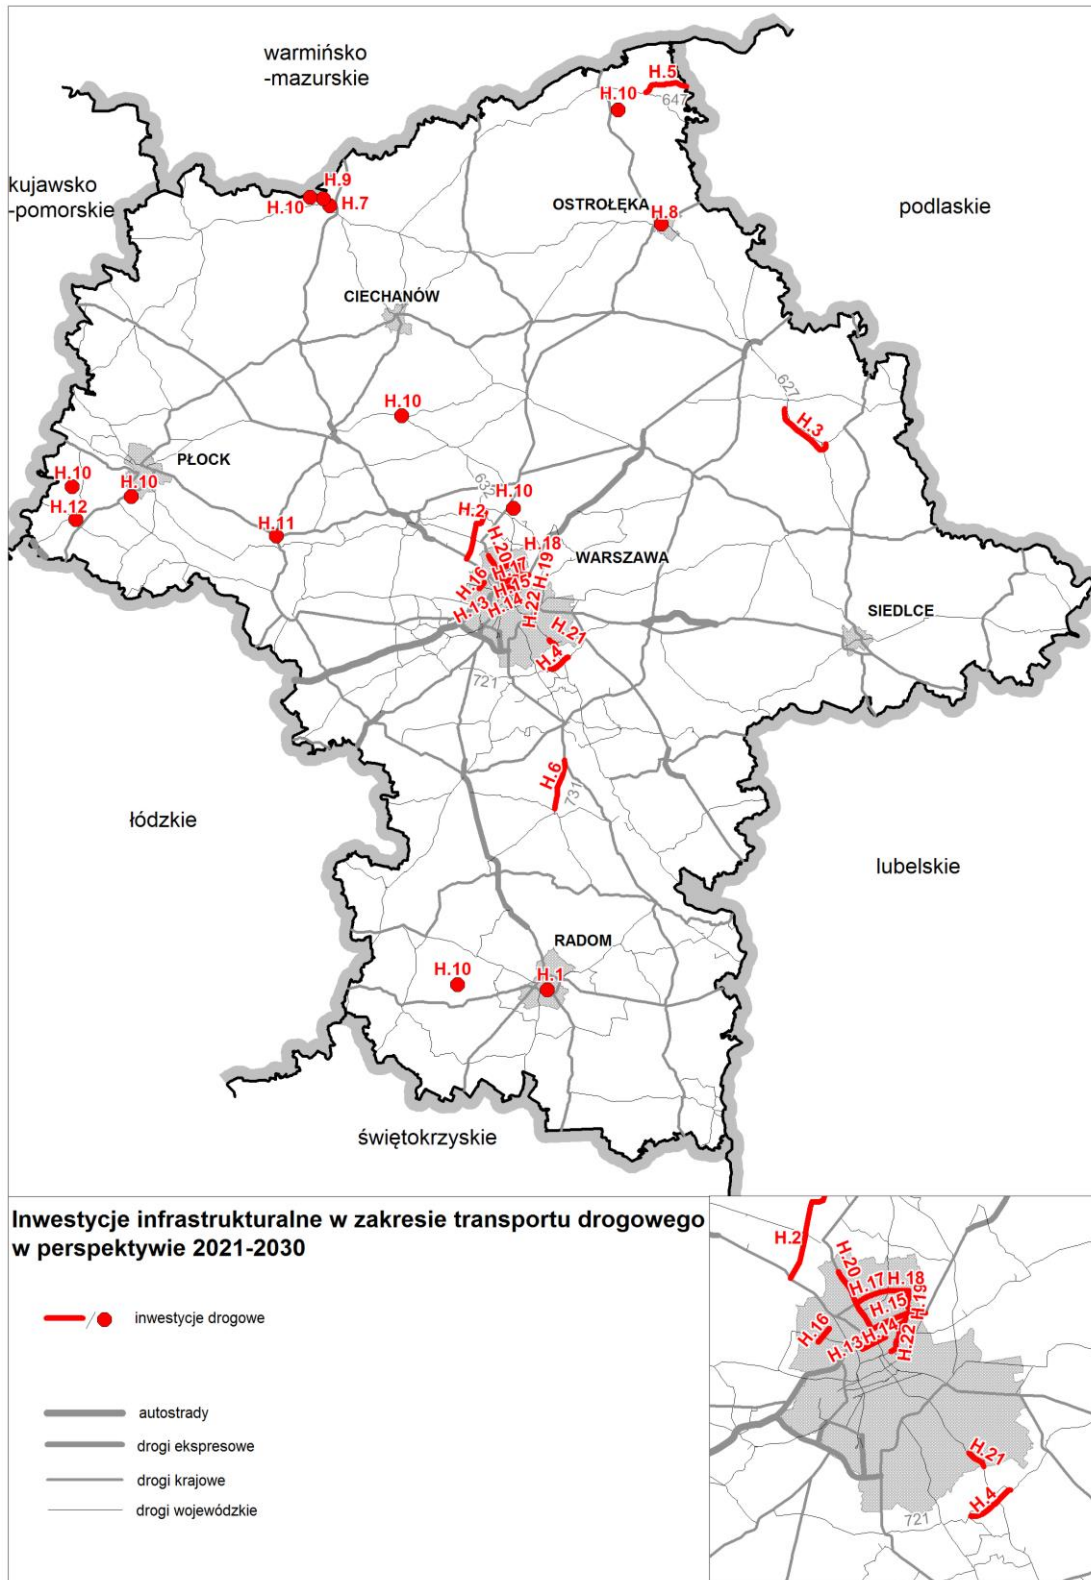 warmińsko
-mazurskie
H.5
H.10
647
kujawsko
-pomorskie
H.9
H.10
H.7
OSTROŁĘKA
H.8
podlaskie
CIECHANÓW
H.10
627
H.3
PŁOCK
H.10
H.10
H.12
H.11
632
H.10
H.2
H.20
H.18
H.17
H.19
WARSZAWA
H.16
H.15
H.13
H.14
H.22
H.21
H.4
SIEDLCE
721
H.6
731
łódzkie
lubelskie
RADOM
H.10
H.1
świętokrzyskie
Inwestycje infrastrukturalne w zakresie transportu drogowego
w perspektywie 2021-2030
/
inwestycje drogowe
autostrady
drogi ekspresowe
drogi krajowe
drogi wojewódzkie
H.2
H.20
H.17
H.18
H.15
H.19
H.16
H.13
H.14
H.22
H.21
H.4
721